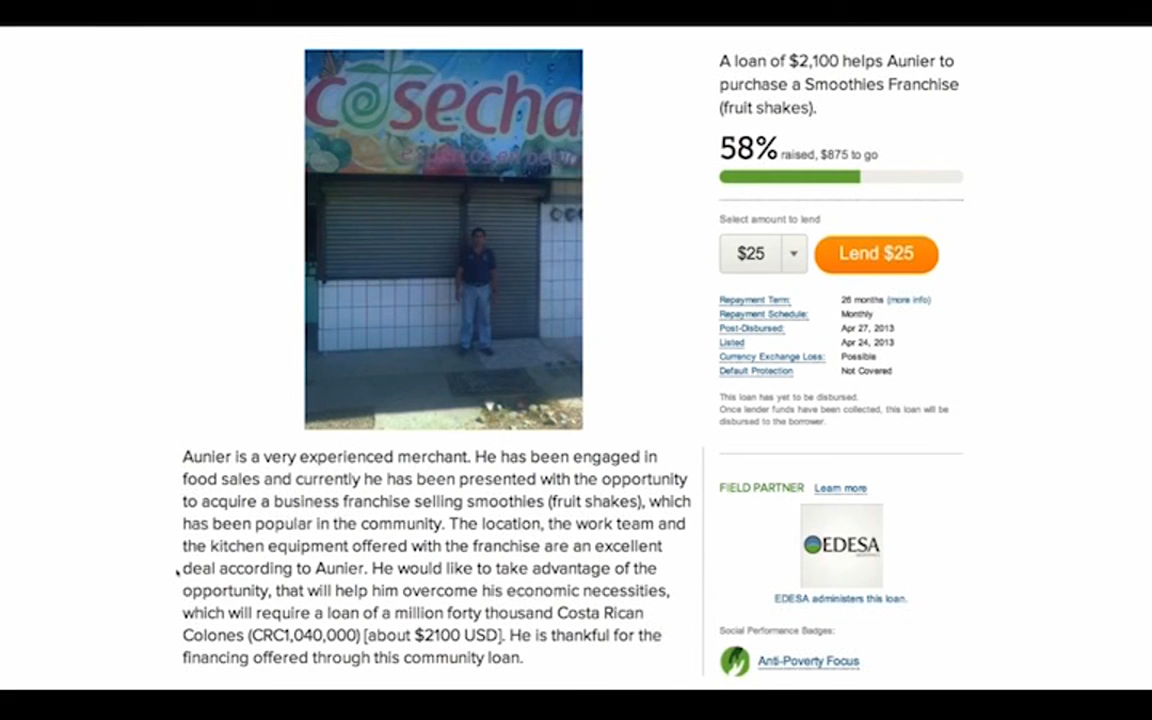 cosecha
A loan of $2,100 helps Aunier to
purchase a Smoothies Franchise
(fruit shakes).
58% raised, $875 to go
Select amount to lend
$25
Lend $25
Repayment Term: 26 months (more info)
Repayment Schedule: Monthly
Post-Disbursed: Apr 27, 2013
Listed Apr 24, 2013
Currency Exchange Loss: Possible
Default Protection Not Covered
This loan has yet to be disbursed.
Once lender funds have been collected, this loan will be
disbursed to the borrower.
Aunier is a very experienced merchant. He has been engaged in
food sales and currently he has been presented with the opportunity
to acquire a business franchise selling smoothies (fruit shakes), which
has been popular in the community. The location, the work team and
the kitchen equipment offered with the franchise are an excellent
deal according to Aunier. He would like to take advantage of the
opportunity, that will help him overcome his economic necessities,
which will require a loan of a million forty thousand Costa Rican
Colones (CRC1,040,000) [about $2100 USD]. He is thankful for the
financing offered through this community loan.
FIELD PARTNER Learn more
EDESA
EDESA administers this loan.
Social Performance Badges:
Anti-Poverty Focus